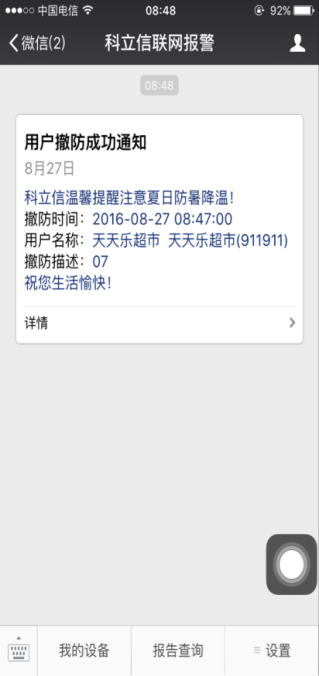 中国电信 08:48 92%
微信(2) 科立信联网报警
08:48
用户撤防成功通知
8月27日
科立信温馨提醒注意夏日防暑降温!
撤防时间: 2016-08-27 08:47:00
用户名称: 天天乐超市 天天乐超市(911911)
撤防描述: 07
祝您生活愉快!
详情
我的设备 报告查询 设置